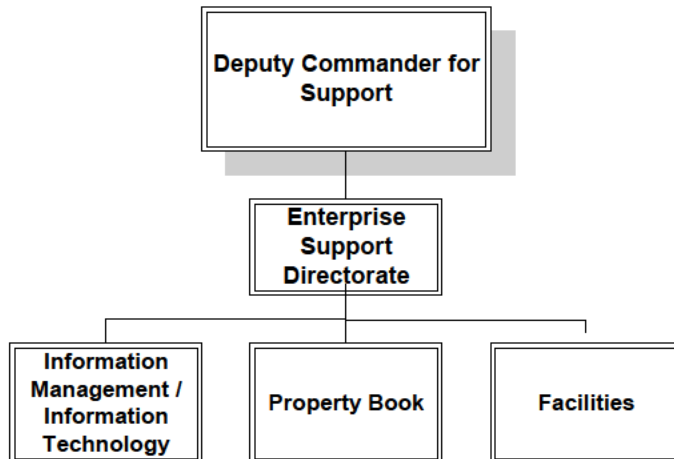 Deputy Commander for
Support
Enterprise
Support
Directorate
Information
Management /
Information
Technology
Property Book
Facilities